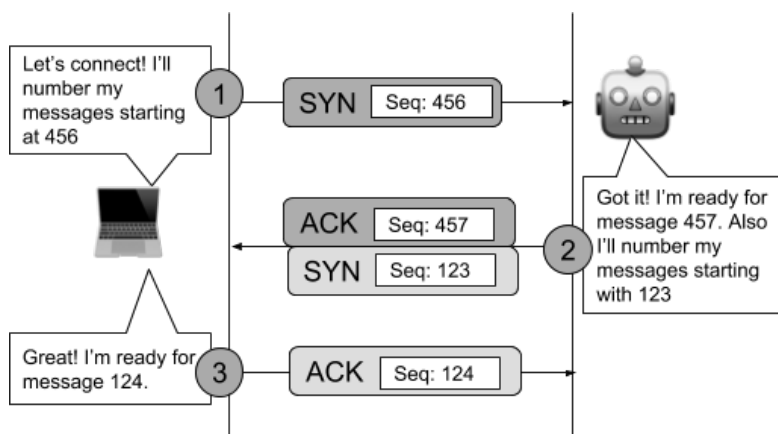 Let's connect! I'll
number my
messages starting
at 456
1
SYN Seq: 456
ACK Seq: 457
SYN Seq: 123
2
Got it! I'm ready for
message 457. Also
I'll number my
messages starting
with 123
Great! I'm ready for
message 124.
3
ACK Seq: 124